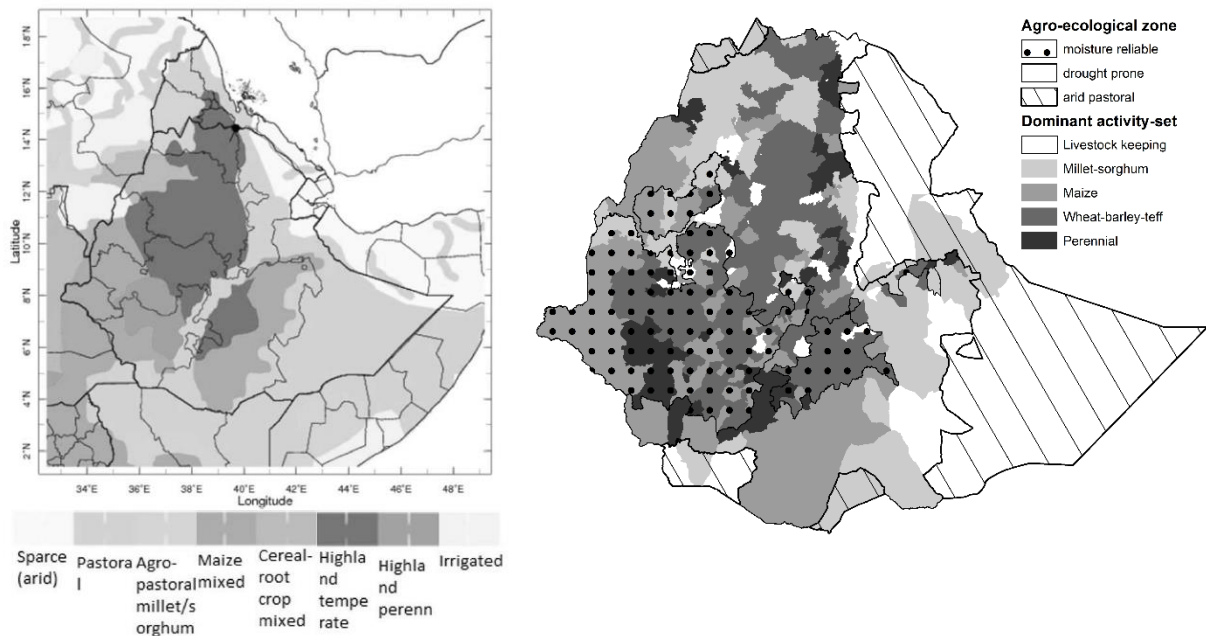 18°N
16°N
14°N
12°N
10°N
8°N
6°N
4°N
2°N
Latitude
34°E 36°E 38°E 40°E 42°E 44°E 46°E 48°E
Longitude
Sparce
(arid)
Pastora
l
Agro-
pastoral
millet/s
orghum
Maize
mixed
Cereal-
root
crop
mixed
Highla
nd
tempe
rate
Highla
nd
perenn
Irrigated
Agro-ecological zone
moisture reliable
drought prone
arid pastoral
Dominant activity-set
Livestock keeping
Millet-sorghum
Maize
Wheat-barley-teff
Perennial